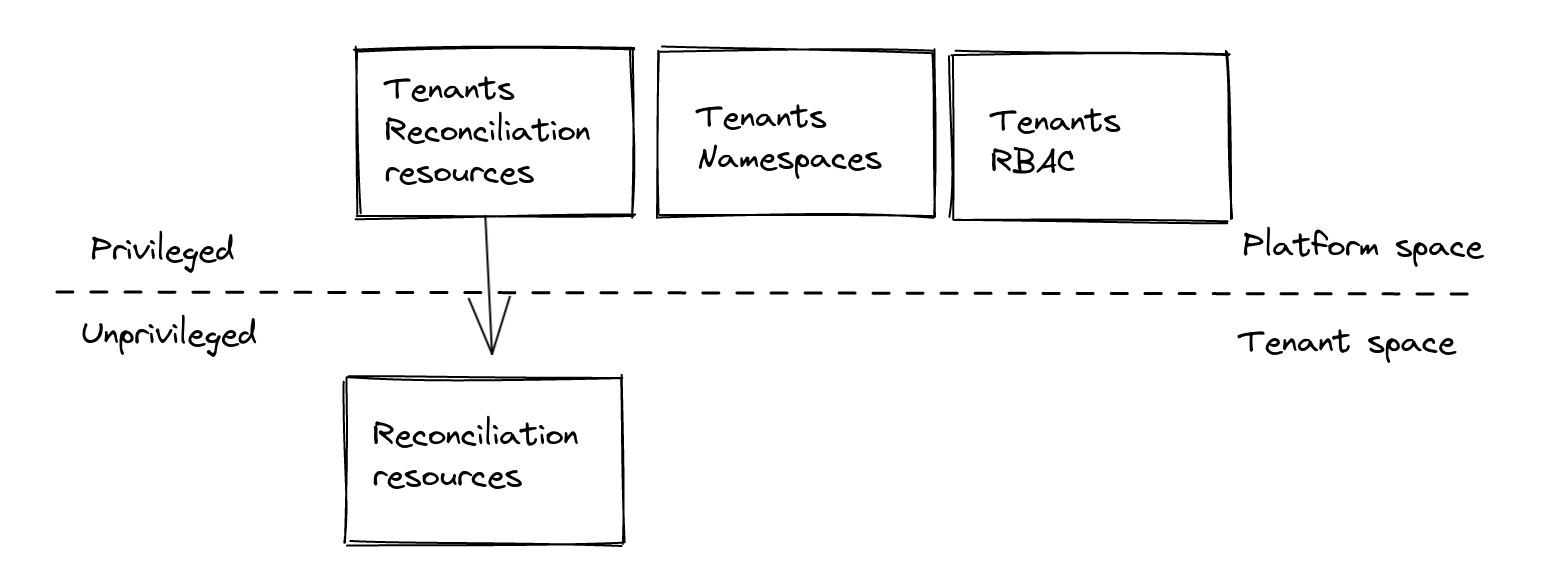 Tenants
Reconciliation
resources
Tenants
Namespaces
Tenants
RBAC
Privileged
Platform space
Unprivileged
Tenant space
Reconciliation
resources